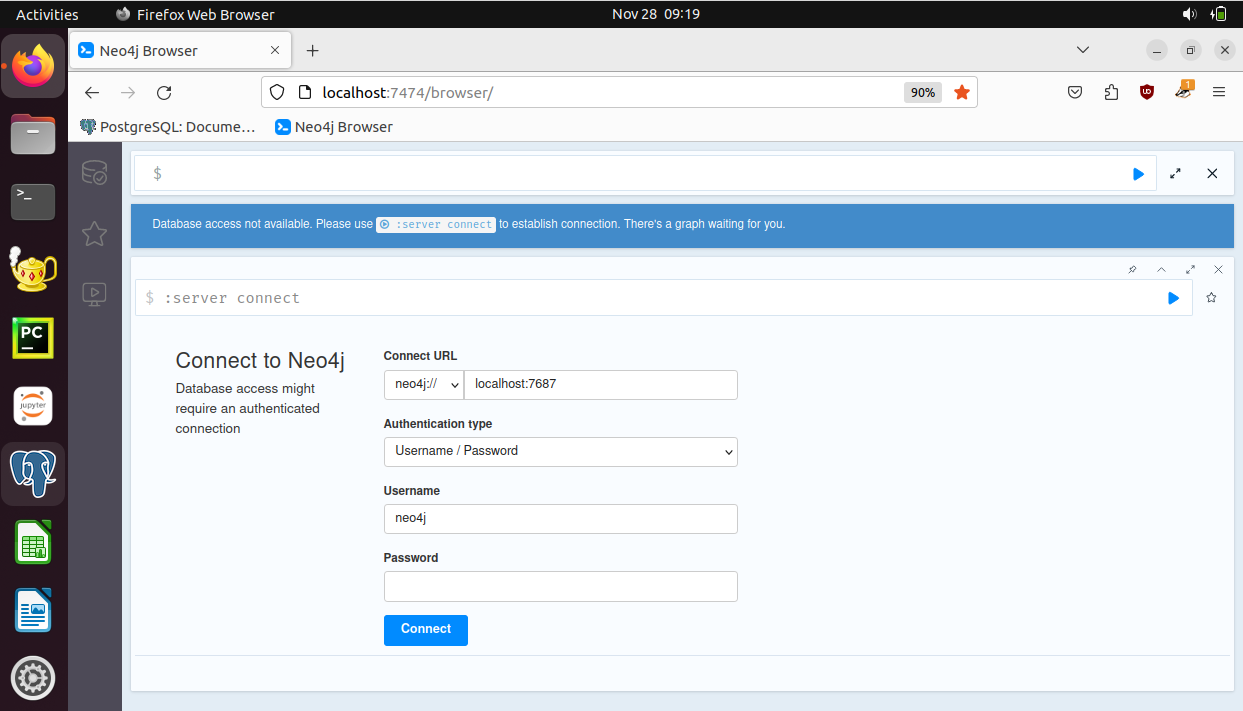 Activities Firefox Web Browser Nov 28 09:19
Neo4j Browser
localhost:7474/browser/ 90% 1
PostgreSQL: Docume… Neo4j Browser
$
Database access not available. Please use :server connect to establish connection. There's a graph waiting for you.
$ :server connect
Connect to Neo4j
Database access might
require an authenticated
connection
Connect URL
neo4j:// localhost:7687
Authentication type
Username / Password
Username
neo4j
Password
Connect
>_
PC
jupyter